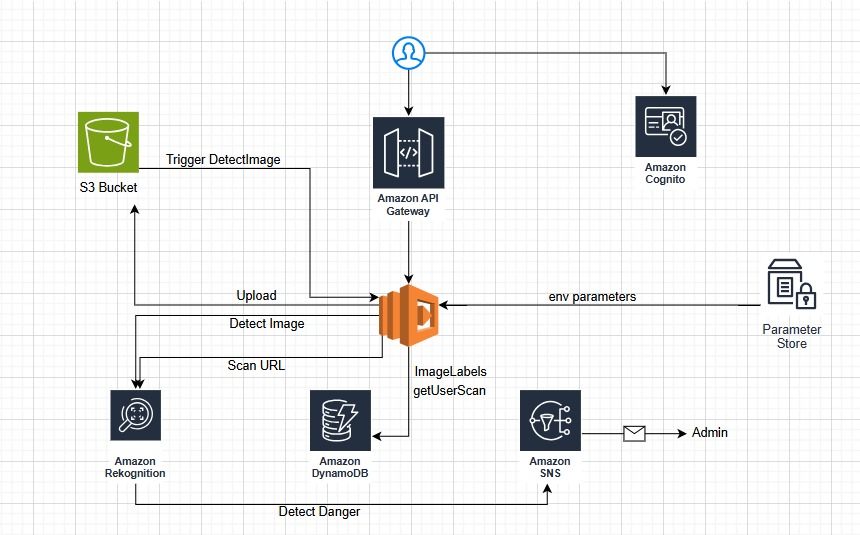 Amazon
Cognito
Trigger DetectImage
S3 Bucket
Amazon API
Gateway
Upload
env parameters
Detect Image
Parameter
Store
Scan URL
ImageLabels
getUserScan
Admin
Amazon
Rekognition
Amazon
DynamoDB
Amazon
SNS
Detect Danger